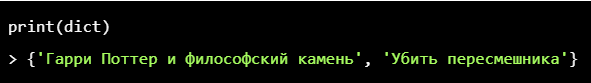 print(dict)
> {'Гарри Поттер и философский камень', 'Убить пересмешника'}